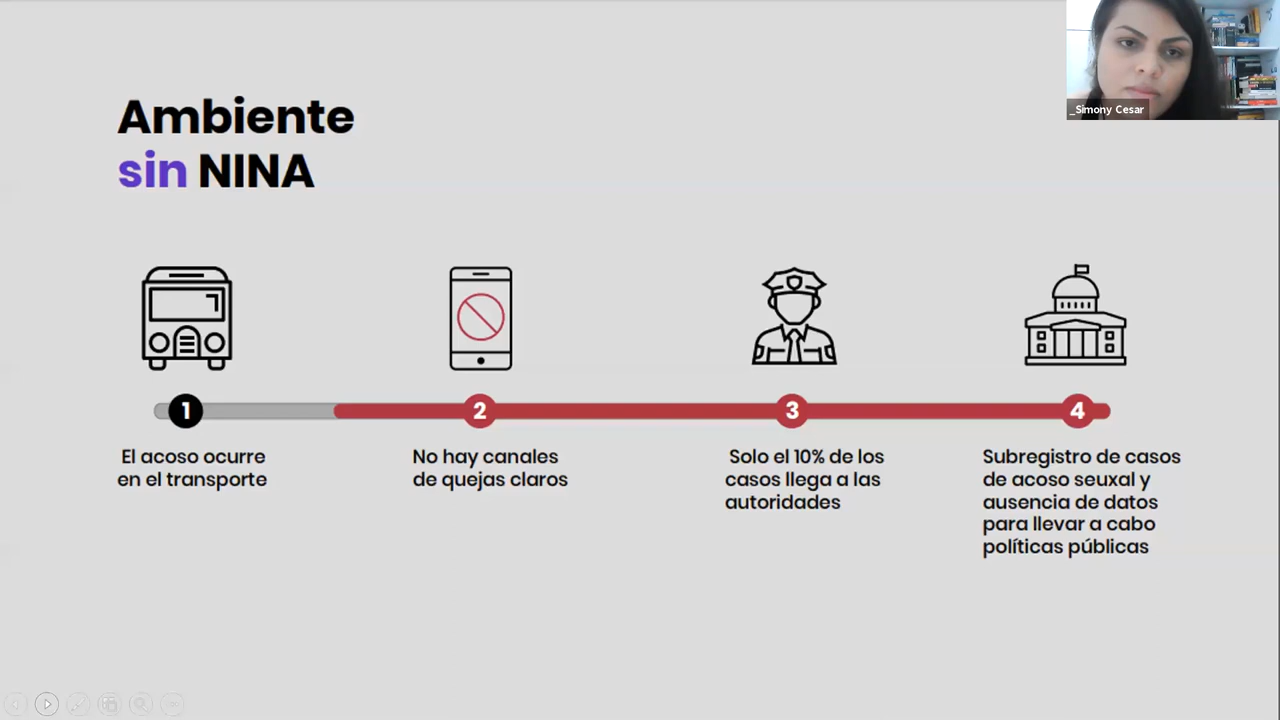 _Simony Cesar
Ambiente
sin NINA
1
2
3
4
El acoso ocurre
en el transporte
No hay canales
de quejas claros
Solo el 10% de los
casos llega a las
autoridades
Subregistro de casos
de acoso seuxal y
ausencia de datos
para llevar a cabo
políticas públicas